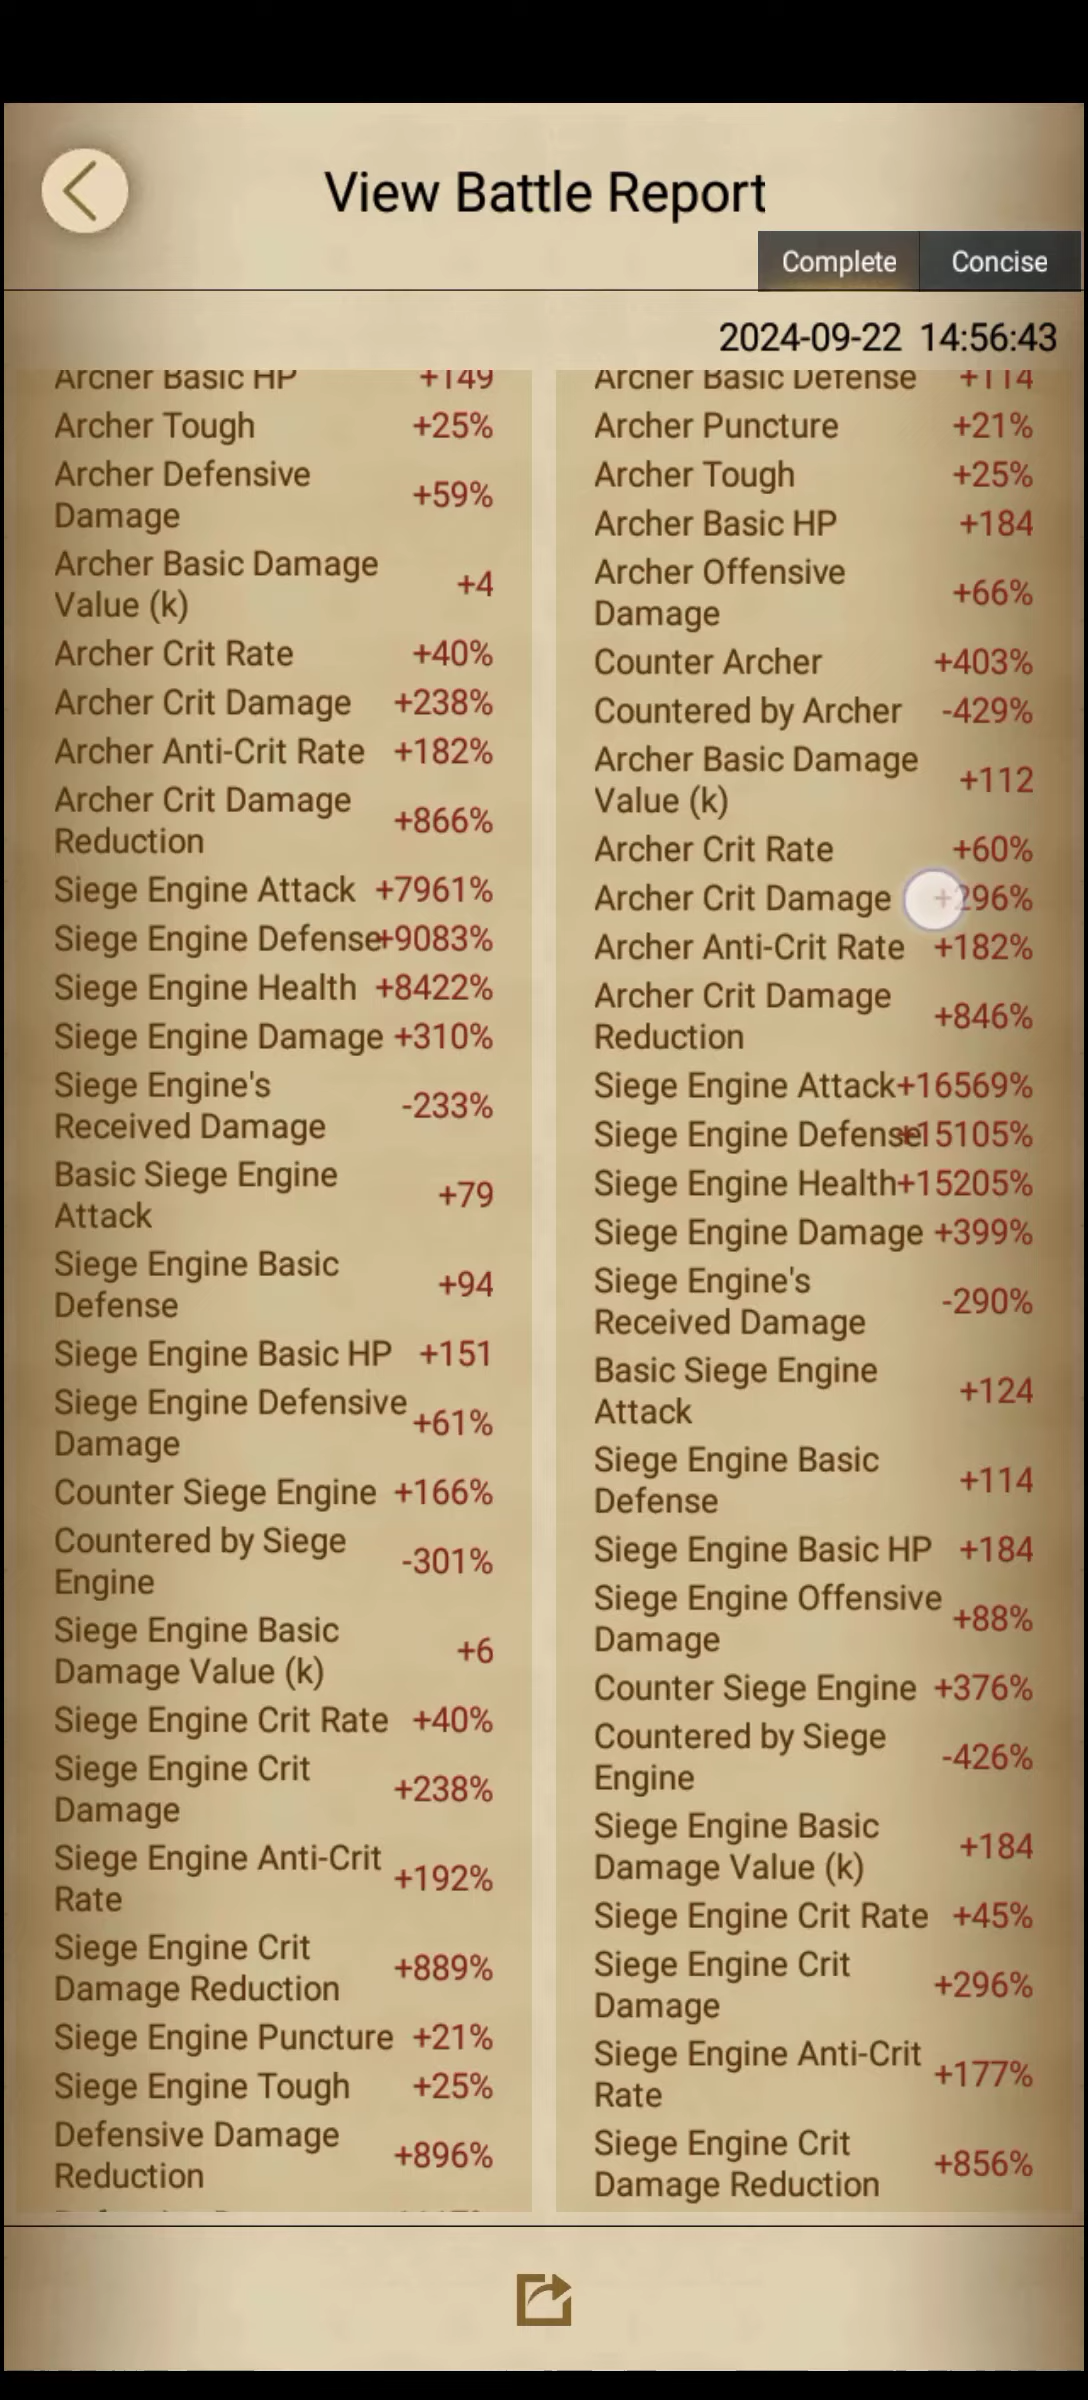 View Battle Report
Complete
Concise
2024-09-22 14:56:43
Archer Basic HP +149
Archer Tough +25%
Archer Defensive
Damage +59%
Archer Basic Damage
Value (k) +4
Archer Crit Rate +40%
Archer Crit Damage +238%
Archer Anti-Crit Rate +182%
Archer Crit Damage
Reduction +866%
Siege Engine Attack +7961%
Siege Engine Defense +9083%
Siege Engine Health +8422%
Siege Engine Damage +310%
Siege Engine's
Received Damage -233%
Basic Siege Engine
Attack +79
Siege Engine Basic
Defense +94
Siege Engine Basic HP +151
Siege Engine Defensive
Damage +61%
Counter Siege Engine +166%
Countered by Siege
Engine -301%
Siege Engine Basic
Damage Value (k) +6
Siege Engine Crit Rate +40%
Siege Engine Crit
Damage +238%
Siege Engine Anti-Crit
Rate +192%
Siege Engine Crit
Damage Reduction +889%
Siege Engine Puncture +21%
Siege Engine Tough +25%
Defensive Damage
Reduction +896%
Archer Basic Defense +114
Archer Puncture +21%
Archer Tough +25%
Archer Basic HP +184
Archer Offensive
Damage +66%
Counter Archer +403%
Countered by Archer -429%
Archer Basic Damage
Value (k) +112
Archer Crit Rate +60%
Archer Crit Damage +296%
Archer Anti-Crit Rate +182%
Archer Crit Damage
Reduction +846%
Siege Engine Attack +16569%
Siege Engine Defense +15105%
Siege Engine Health +15205%
Siege Engine Damage +399%
Siege Engine's
Received Damage -290%
Basic Siege Engine
Attack +124
Siege Engine Basic
Defense +114
Siege Engine Basic HP +184
Siege Engine Offensive
Damage +88%
Counter Siege Engine +376%
Countered by Siege
Engine -426%
Siege Engine Basic
Damage Value (k) +184
Siege Engine Crit Rate +45%
Siege Engine Crit
Damage +296%
Siege Engine Anti-Crit
Rate +177%
Siege Engine Crit
Damage Reduction +856%